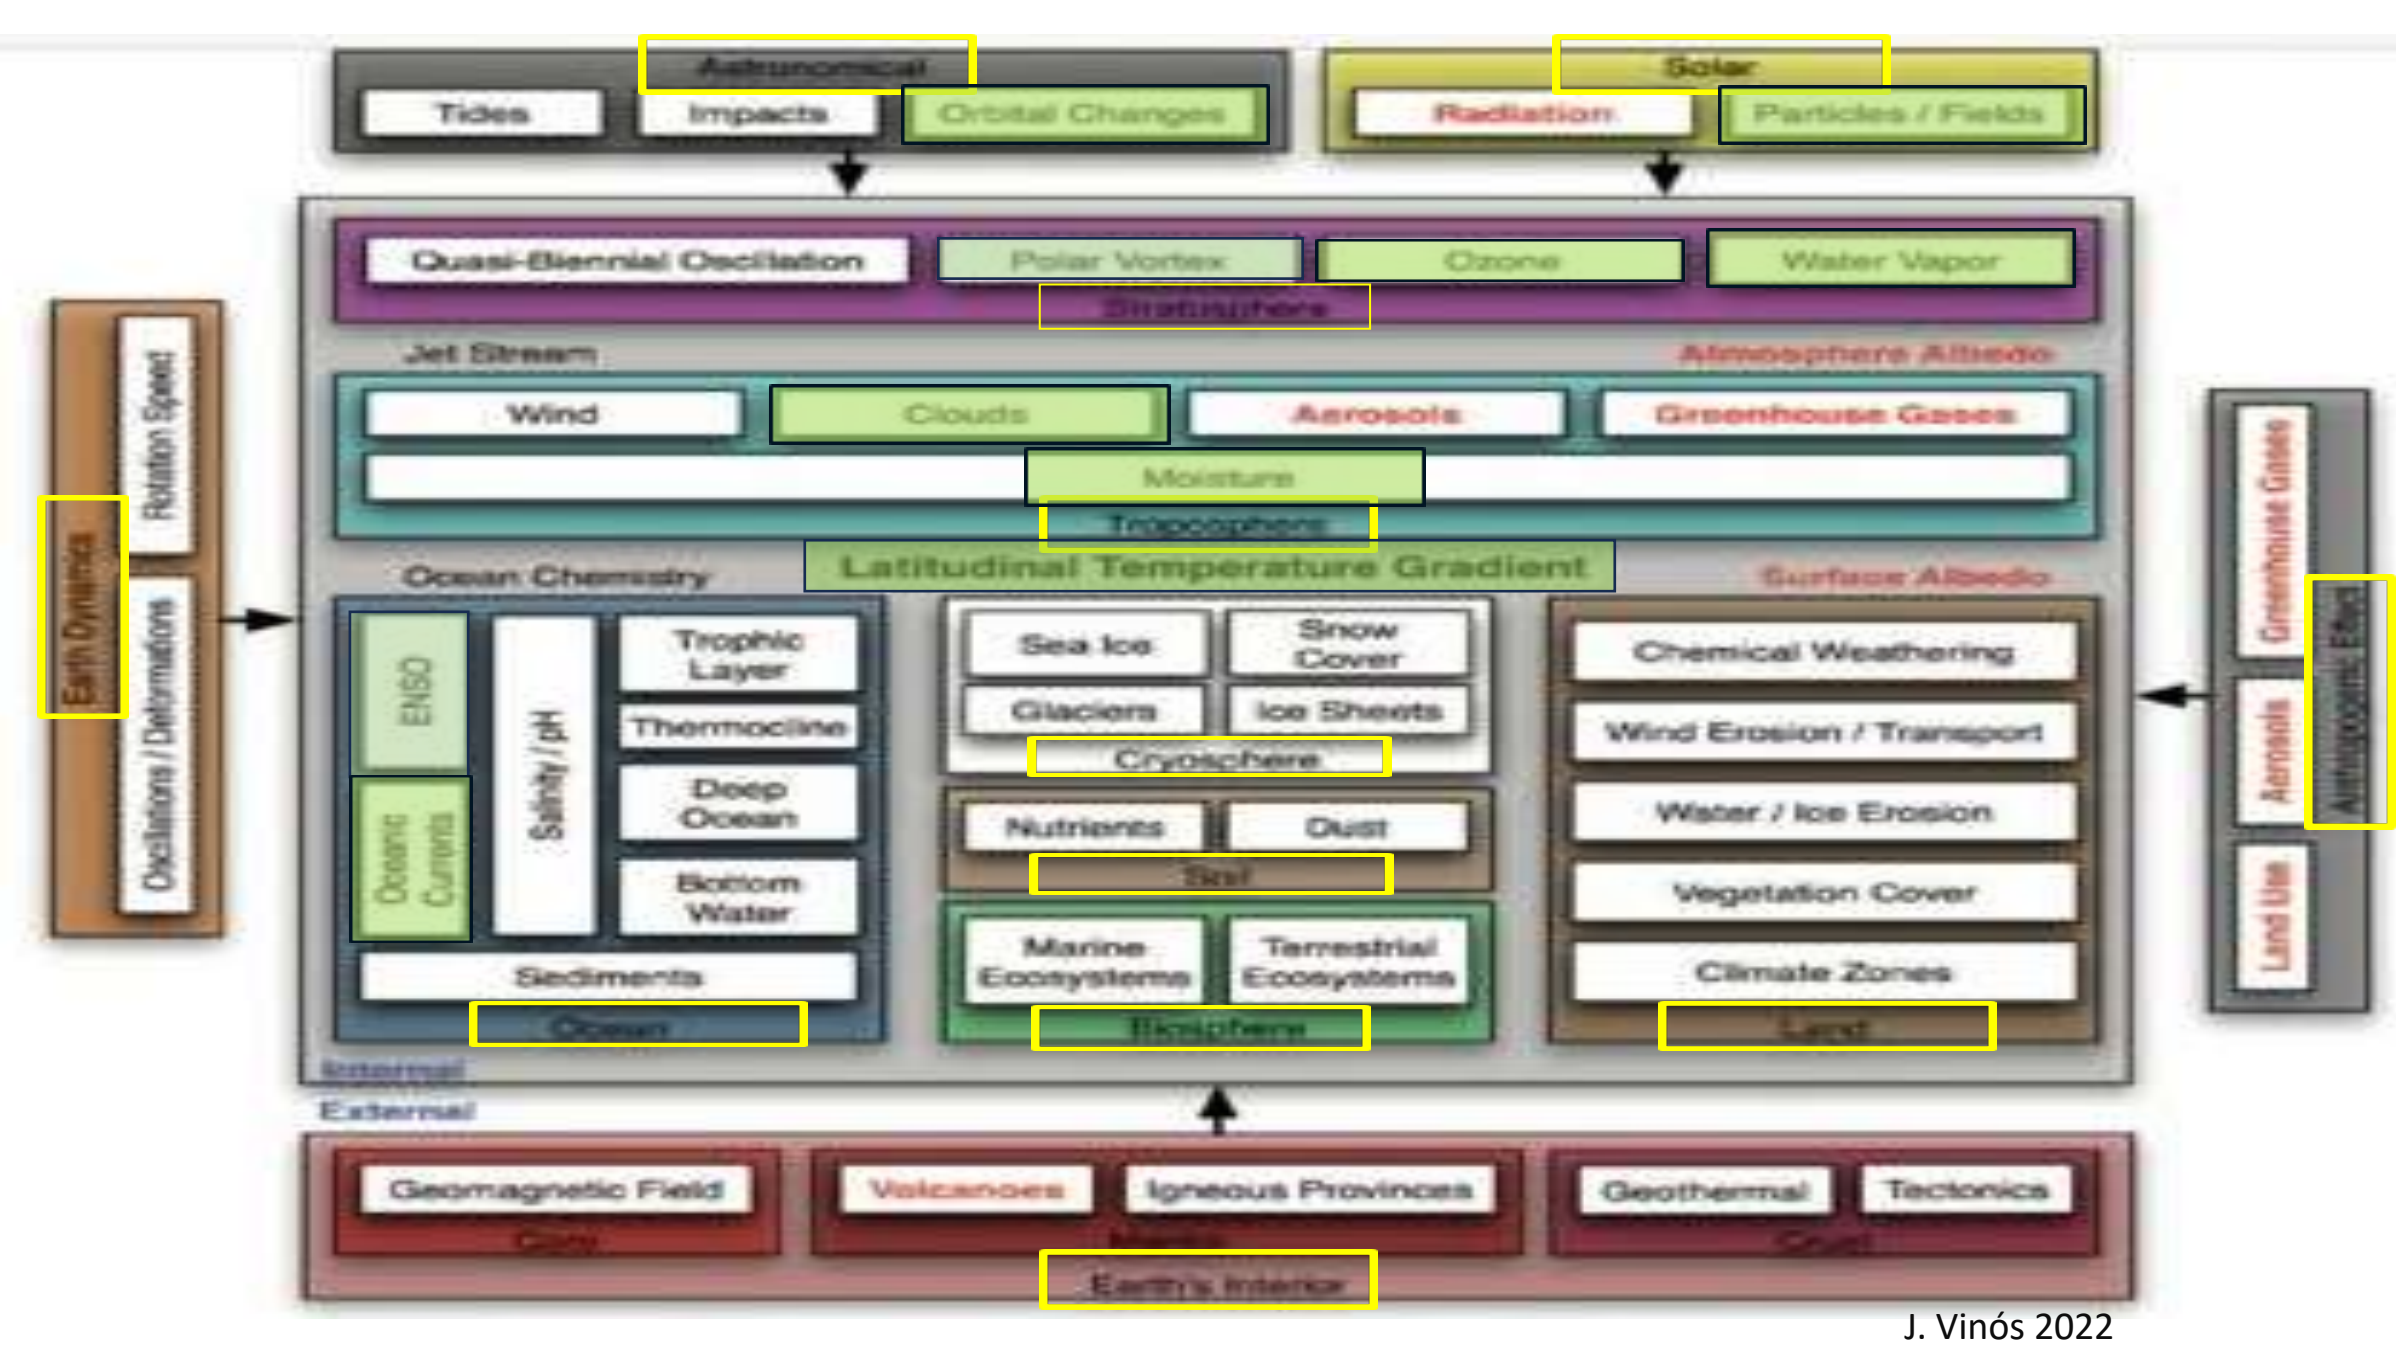 Astronomical
Tides
Impacts
Orbital Changes
Solar
Radiation
Particles / Fields
Quasi-Biennial Oscillation
Polar Vortex
Ozone
Water Vapor
Stratosphere
Jet Stream
Atmosphere Albedo
Wind
Clouds
Aerosols
Greenhouse Gases
Moisture
Troposphere
Earth Dynamics
Rotation Speed
Oscillations / Deformations
Ocean Chemistry
Latitudinal Temperature Gradient
Surface Albedo
ENSO
Oceanic
Currents
Salinity / pH
Trophic
Layer
Thermocline
Deep
Ocean
Bottom
Water
Sediments
Ocean
Sea Ice
Snow
Cover
Glaciers
Ice Sheets
Cryosphere
Nutrients
Dust
Soil
Marine
Ecosystems
Terrestrial
Ecosystems
Biosphere
Chemical Weathering
Wind Erosion / Transport
Water / Ice Erosion
Vegetation Cover
Climate Zones
Land
Greenhouse Gases
Aerosols
Land Use
Anthropogenic Effect
Internal
External
Geomagnetic Field
Core
Volcanoes
Igneous Provinces
Mantle
Geothermal
Tectonics
Crust
Earth's Interior
J. Vinós 2022